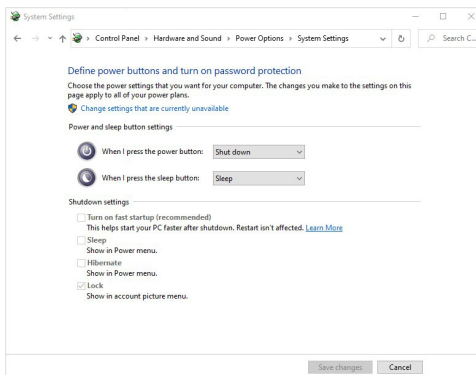 System Settings
Control Panel > Hardware and Sound > Power Options > System Settings
Search C...
Define power buttons and turn on password protection
Choose the power settings that you want for your computer. The changes you make to the settings on this
page apply to all of your power plans.
Change settings that are currently unavailable
Power and sleep button settings
When I press the power button: Shut down
When I press the sleep button: Sleep
Shutdown settings
Turn on fast startup (recommended)
This helps start your PC faster after shutdown. Restart isn't affected. Learn More
Sleep
Show in Power menu.
Hibernate
Show in Power menu.
Lock
Show in account picture menu.
Save changes Cancel